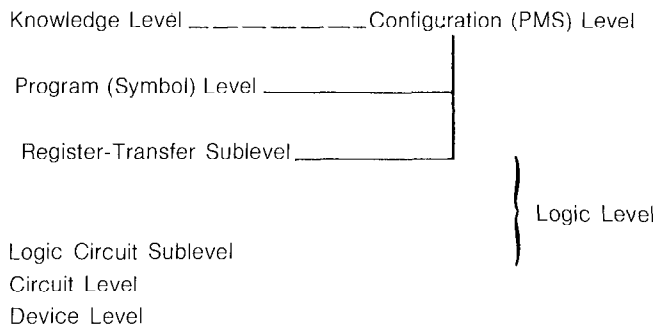 Knowledge Level Configuration (PMS) Level
Program (Symbol) Level
Register-Transfer Sublevel
Logic Level
Logic Circuit Sublevel
Circuit Level
Device Level